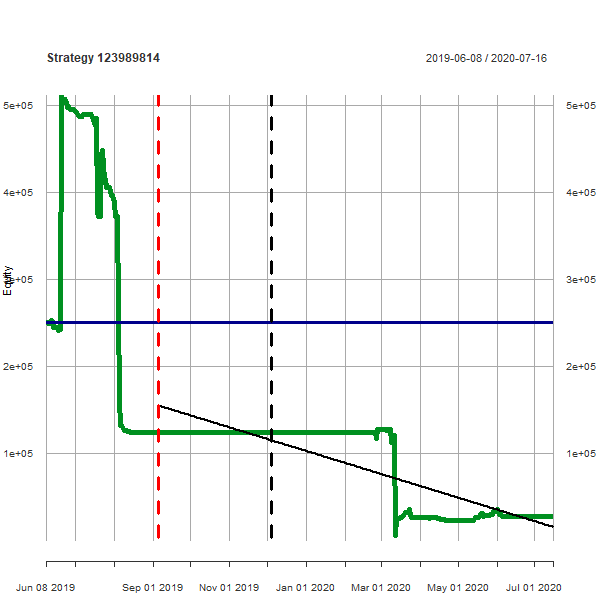 Strategy 123989814
2019-06-08 / 2020-07-16
5e+05
5e+05
4e+05
4e+05
Equity
3e+05
3e+05
2e+05
2e+05
1e+05
1e+05
Jun 08 2019
Sep 01 2019
Nov 01 2019
Jan 01 2020
Mar 01 2020
May 01 2020
Jul 01 2020